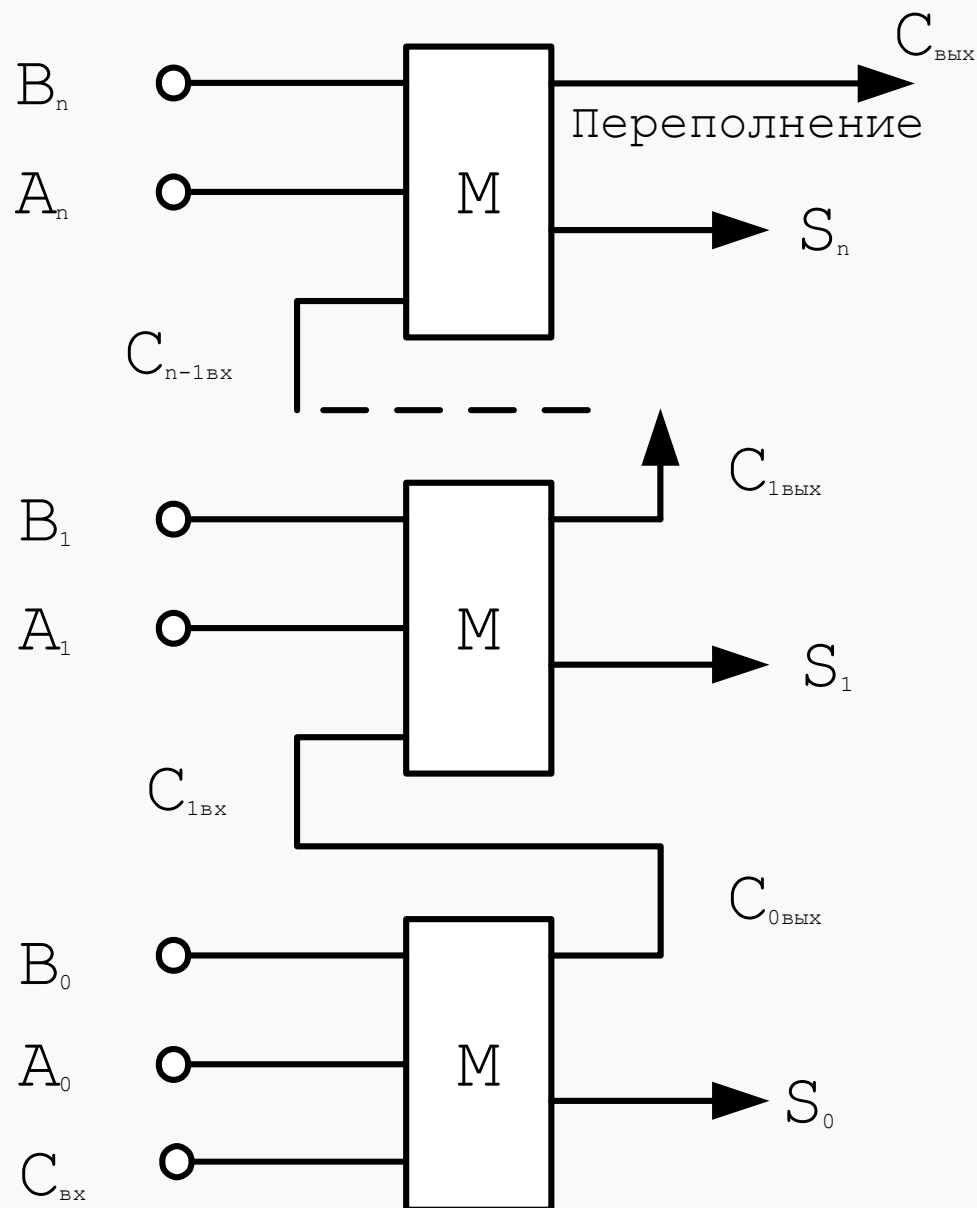 Cвых
Bn
Переполнение
An
M
Sn
Cn-1вх
C1вых
B1
A1
M
S1
C1вх
C0вых
B0
A0
M
S0
Cвх